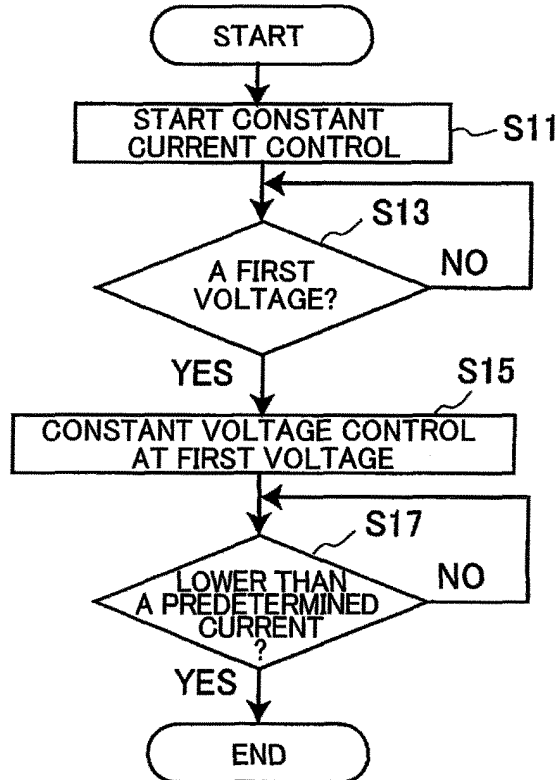 START
START CONSTANT
CURRENT CONTROL
S11
S13
A FIRST
VOLTAGE?
NO
YES
S15
CONSTANT VOLTAGE CONTROL
AT FIRST VOLTAGE
S17
LOWER THAN
A PREDETERMINED
CURRENT
?
NO
YES
END